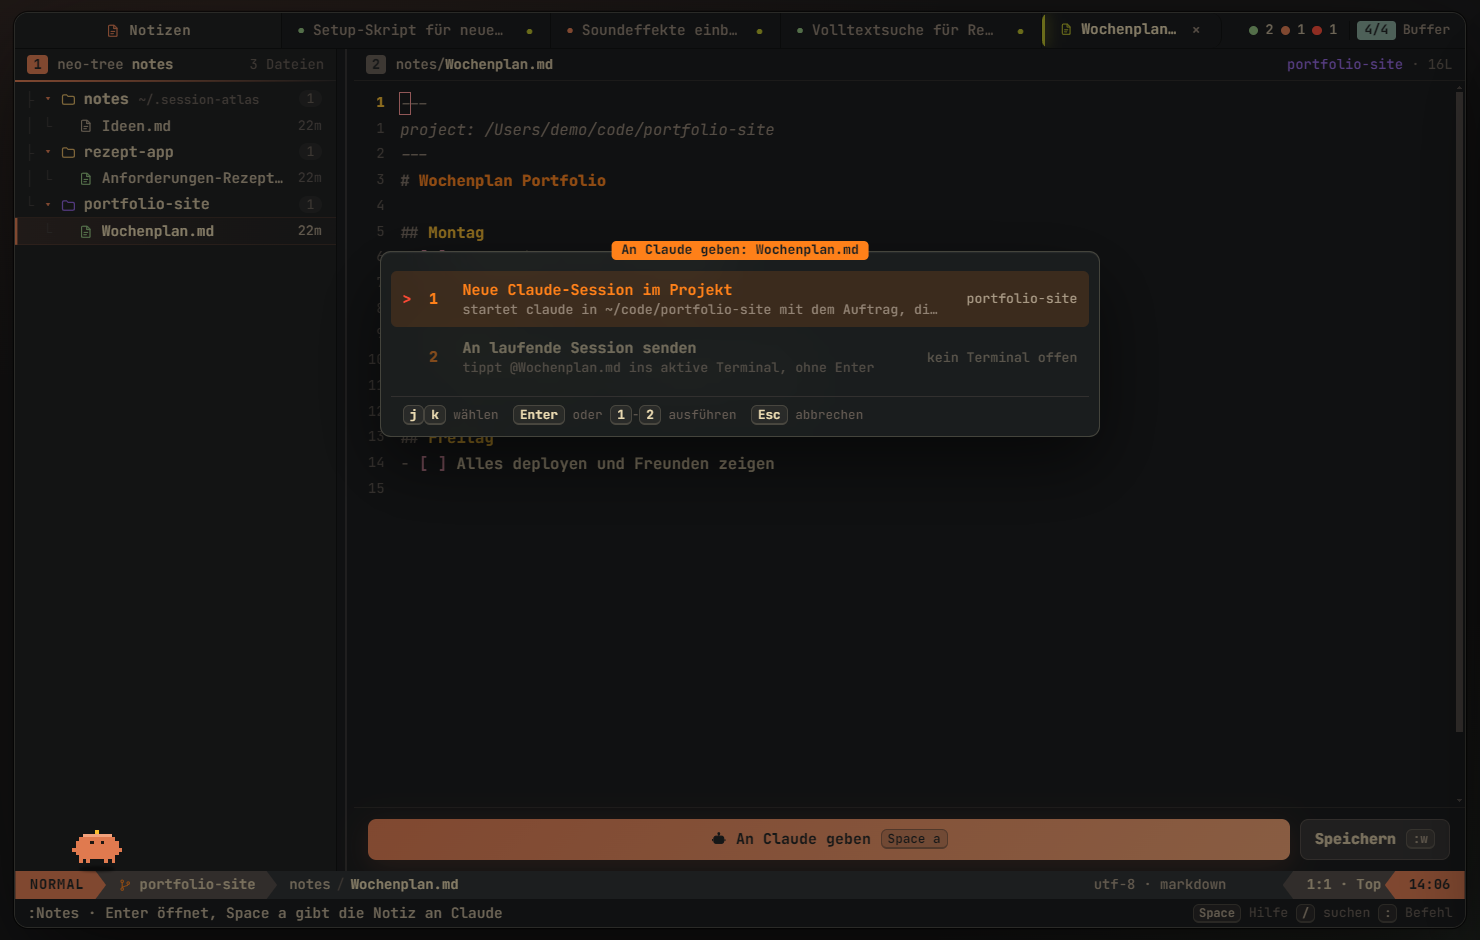 Notizen
Setup-Skript für neue…
Soundeffekte einb…
Volltextsuche für Re…
Wochenplan… ×
2 1 1 4/4 Buffer
1 neo-tree notes 3 Dateien
notes ~/.session-atlas 1
Ideen.md 22m
rezept-app 1
Anforderungen-Rezept… 22m
portfolio-site 1
Wochenplan.md 22m
2 notes/Wochenplan.md portfolio-site · 16L
1 ---
1 project: /Users/demo/code/portfolio-site
2 ---
3 # Wochenplan Portfolio
4
5 ## Montag
An Claude geben: Wochenplan.md
> 1 Neue Claude-Session im Projekt portfolio-site
startet claude in ~/code/portfolio-site mit dem Auftrag, di…
2 An laufende Session senden kein Terminal offen
tippt @Wochenplan.md ins aktive Terminal, ohne Enter
j k wählen Enter oder 1-2 ausführen Esc abbrechen
13 ## Freitag
14 - [ ] Alles deployen und Freunden zeigen
15
An Claude geben Space a
Speichern :w
NORMAL portfolio-site notes / Wochenplan.md utf-8 · markdown 1:1 · Top 14:06
:Notes · Enter öffnet, Space a gibt die Notiz an Claude Space Hilfe / suchen : Befehl